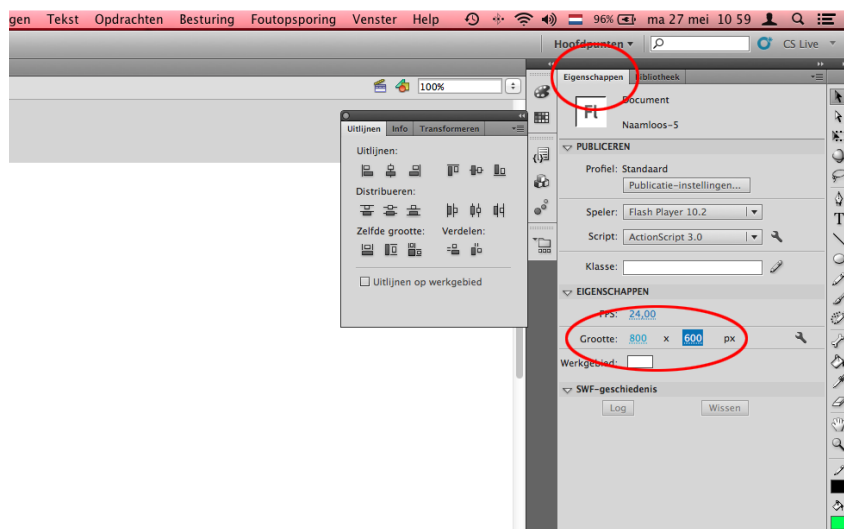 gen Tekst Opdrachten Besturing Foutopsporing Venster Help 96% ma 27 mei 10 59
Hoofdpunten CS Live
100%
Uitlijnen Info Transformeren
Uitlijnen:
Distribueren:
Zelfde grootte: Verdelen:
Uitlijnen op werkgebied
Eigenschappen Bibliotheek
Fl
Document
Naamloos-5
PUBLICEREN
Profiel: Standaard
Publicatie-instellingen...
Speler: Flash Player 10.2
Script: ActionScript 3.0
Klasse:
EIGENSCHAPPEN
FPS: 24,00
Grootte: 800 x 600 px
Werkgebied:
SWF-geschiedenis
Log Wissen